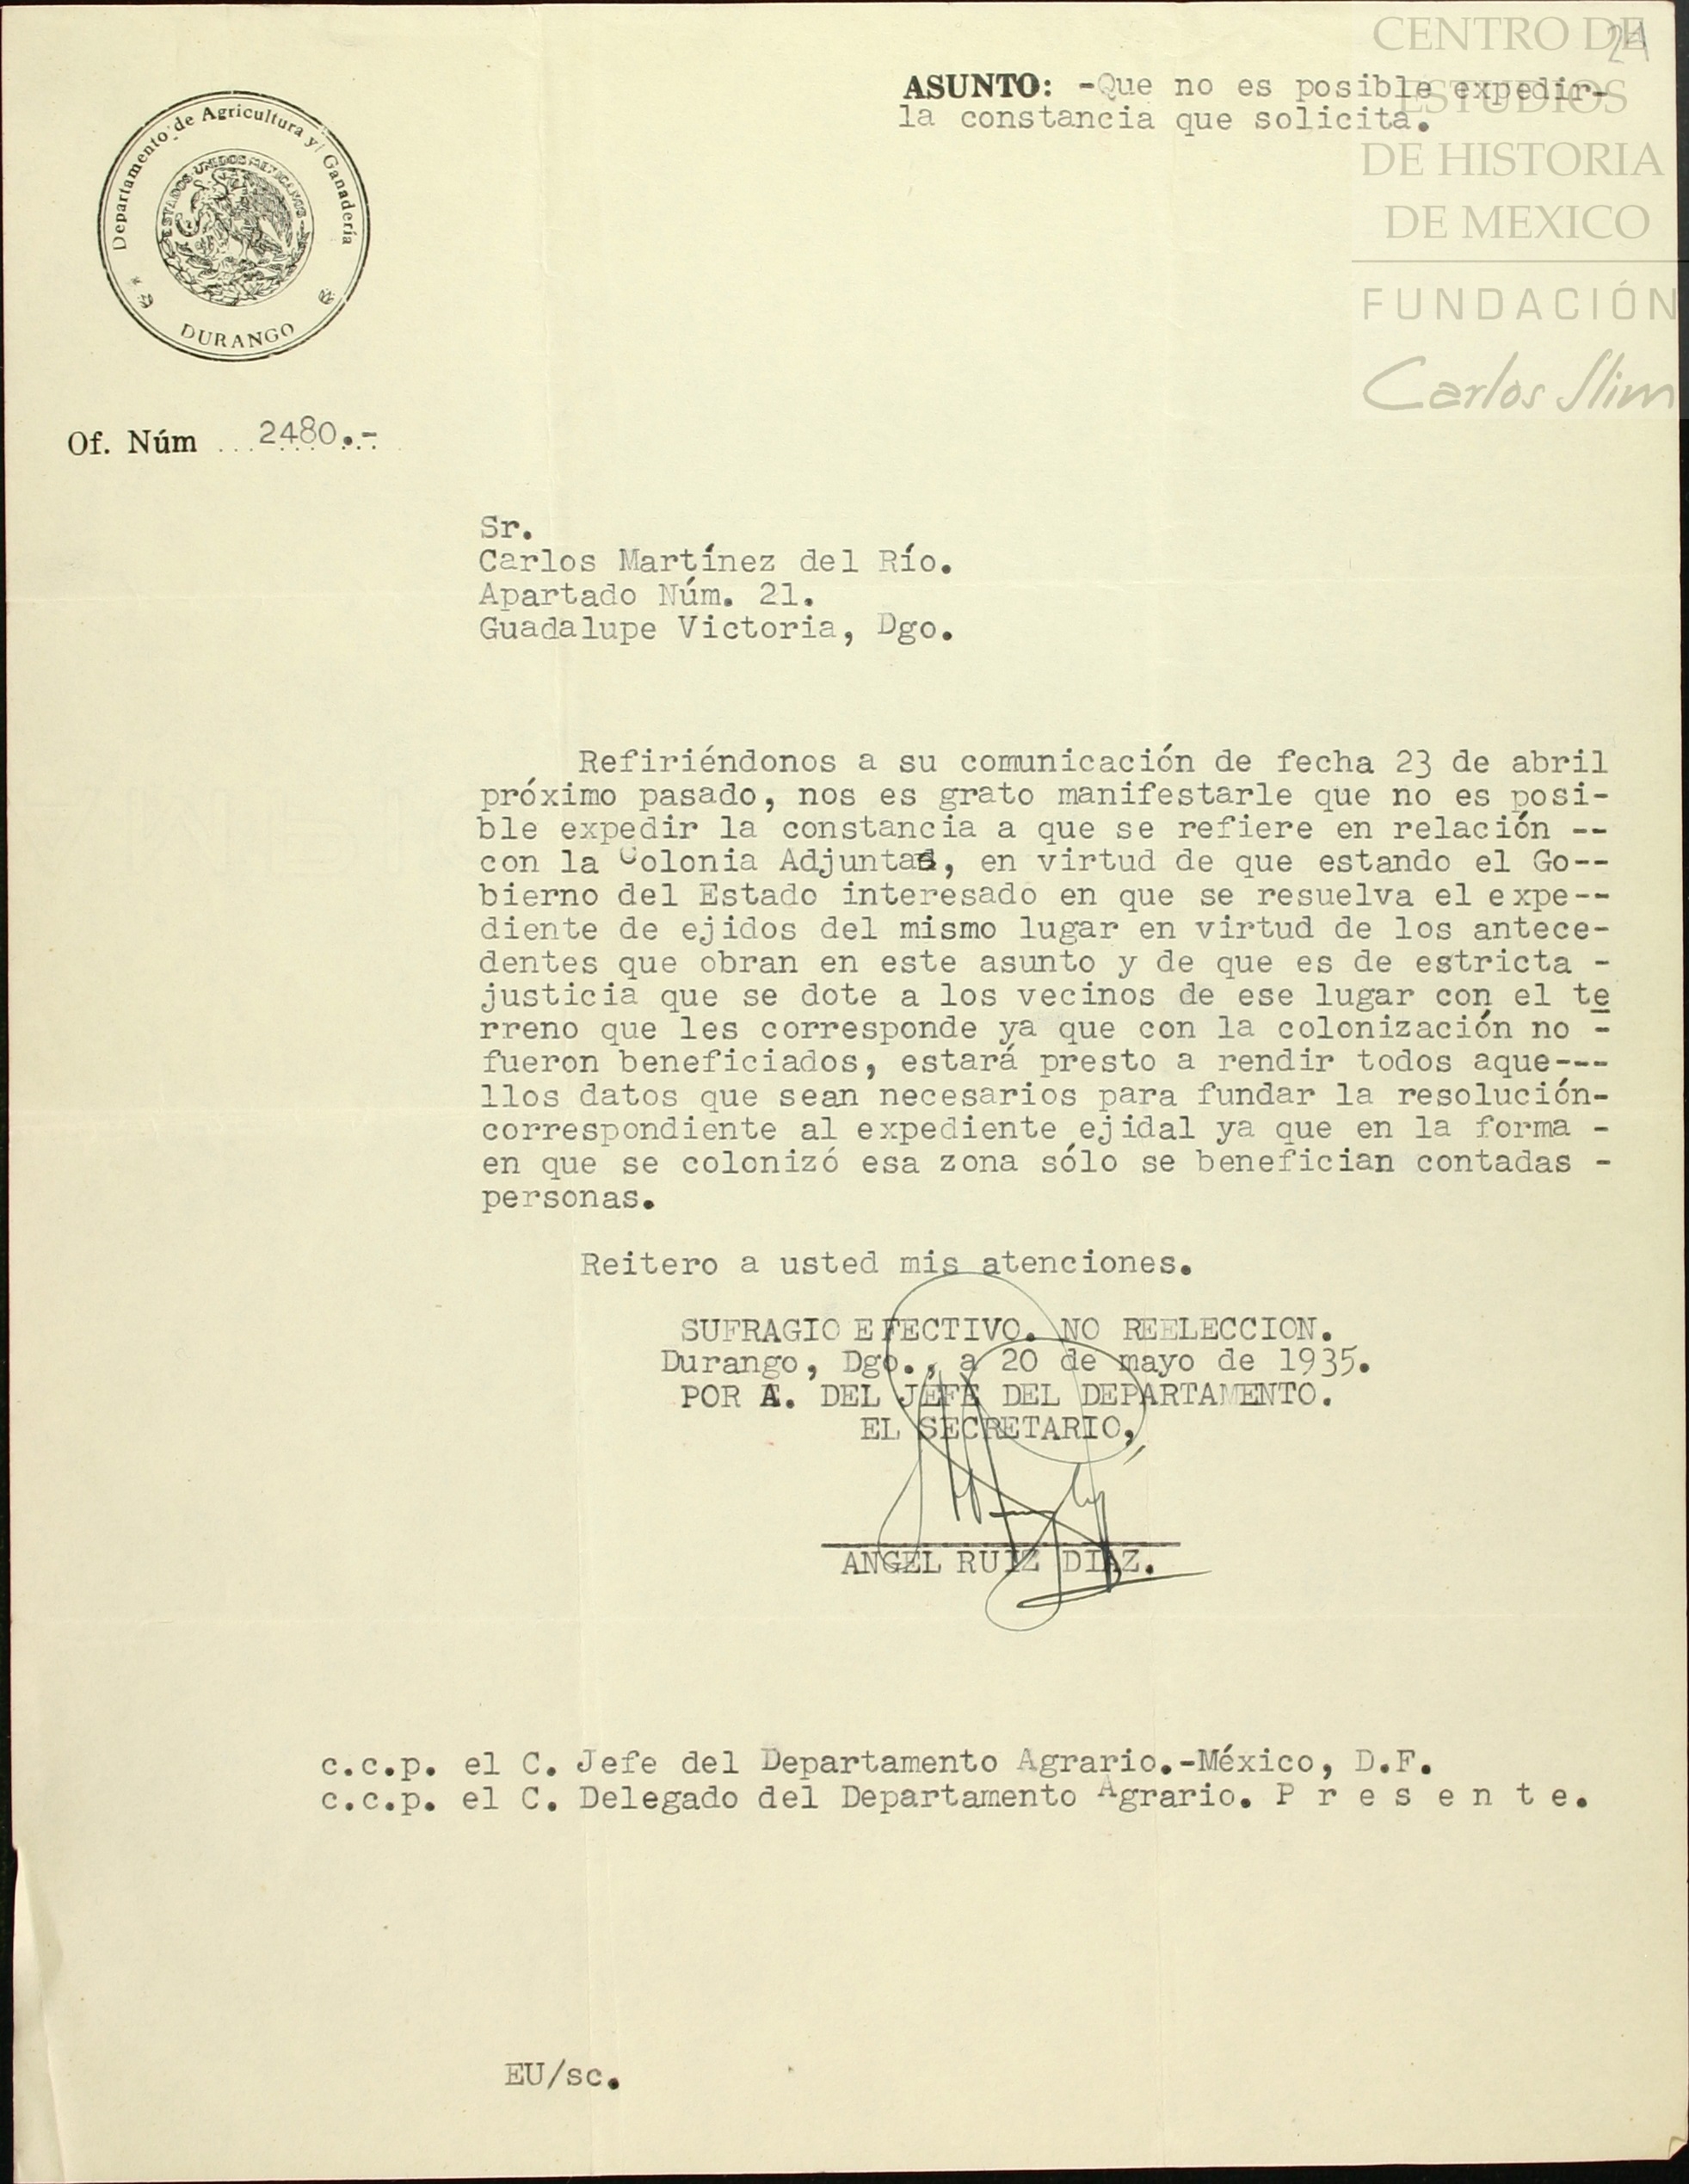 CENTRO DE
ESTUDIOS
DE HISTORIA
DE MEXICO
FUNDACIÓN
Carlos Slim
21
ASUNTO: -Que no es posible expedir-
la constancia que solicita.
Departamento de Agricultura y Ganadería
ESTADOS UNIDOS MEXICANOS
DURANGO
Of. Núm ... 2480.-
Sr.
Carlos Martínez del Río.
Apartado Núm. 21.
Guadalupe Victoria, Dgo.
Refiriéndonos a su comunicación de fecha 23 de abril
próximo pasado, nos es grato manifestarle que no es posi-
ble expedir la constancia a que se refiere en relación --
con la Colonia Adjuntas, en virtud de que estando el Go--
bierno del Estado interesado en que se resuelva el expe--
diente de ejidos del mismo lugar en virtud de los antece-
dentes que obran en este asunto y de que es de estricta -
justicia que se dote a los vecinos de ese lugar con el te
rreno que les corresponde ya que con la colonización no -
fueron beneficiados, estará presto a rendir todos aque---
llos datos que sean necesarios para fundar la resolución-
correspondiente al expediente ejidal ya que en la forma -
en que se colonizó esa zona sólo se benefician contadas -
personas.
Reitero a usted mis atenciones.
SUFRAGIO EFECTIVO. NO REELECCION.
Durango, Dgo., a 20 de mayo de 1935.
POR A. DEL JEFE DEL DEPARTAMENTO.
EL SECRETARIO,
ANGEL RUIZ DIAZ.
c.c.p. el C. Jefe del Departamento Agrario.-México, D.F.
c.c.p. el C. Delegado del Departamento Agrario. P r e s e n t e.
EU/sc.